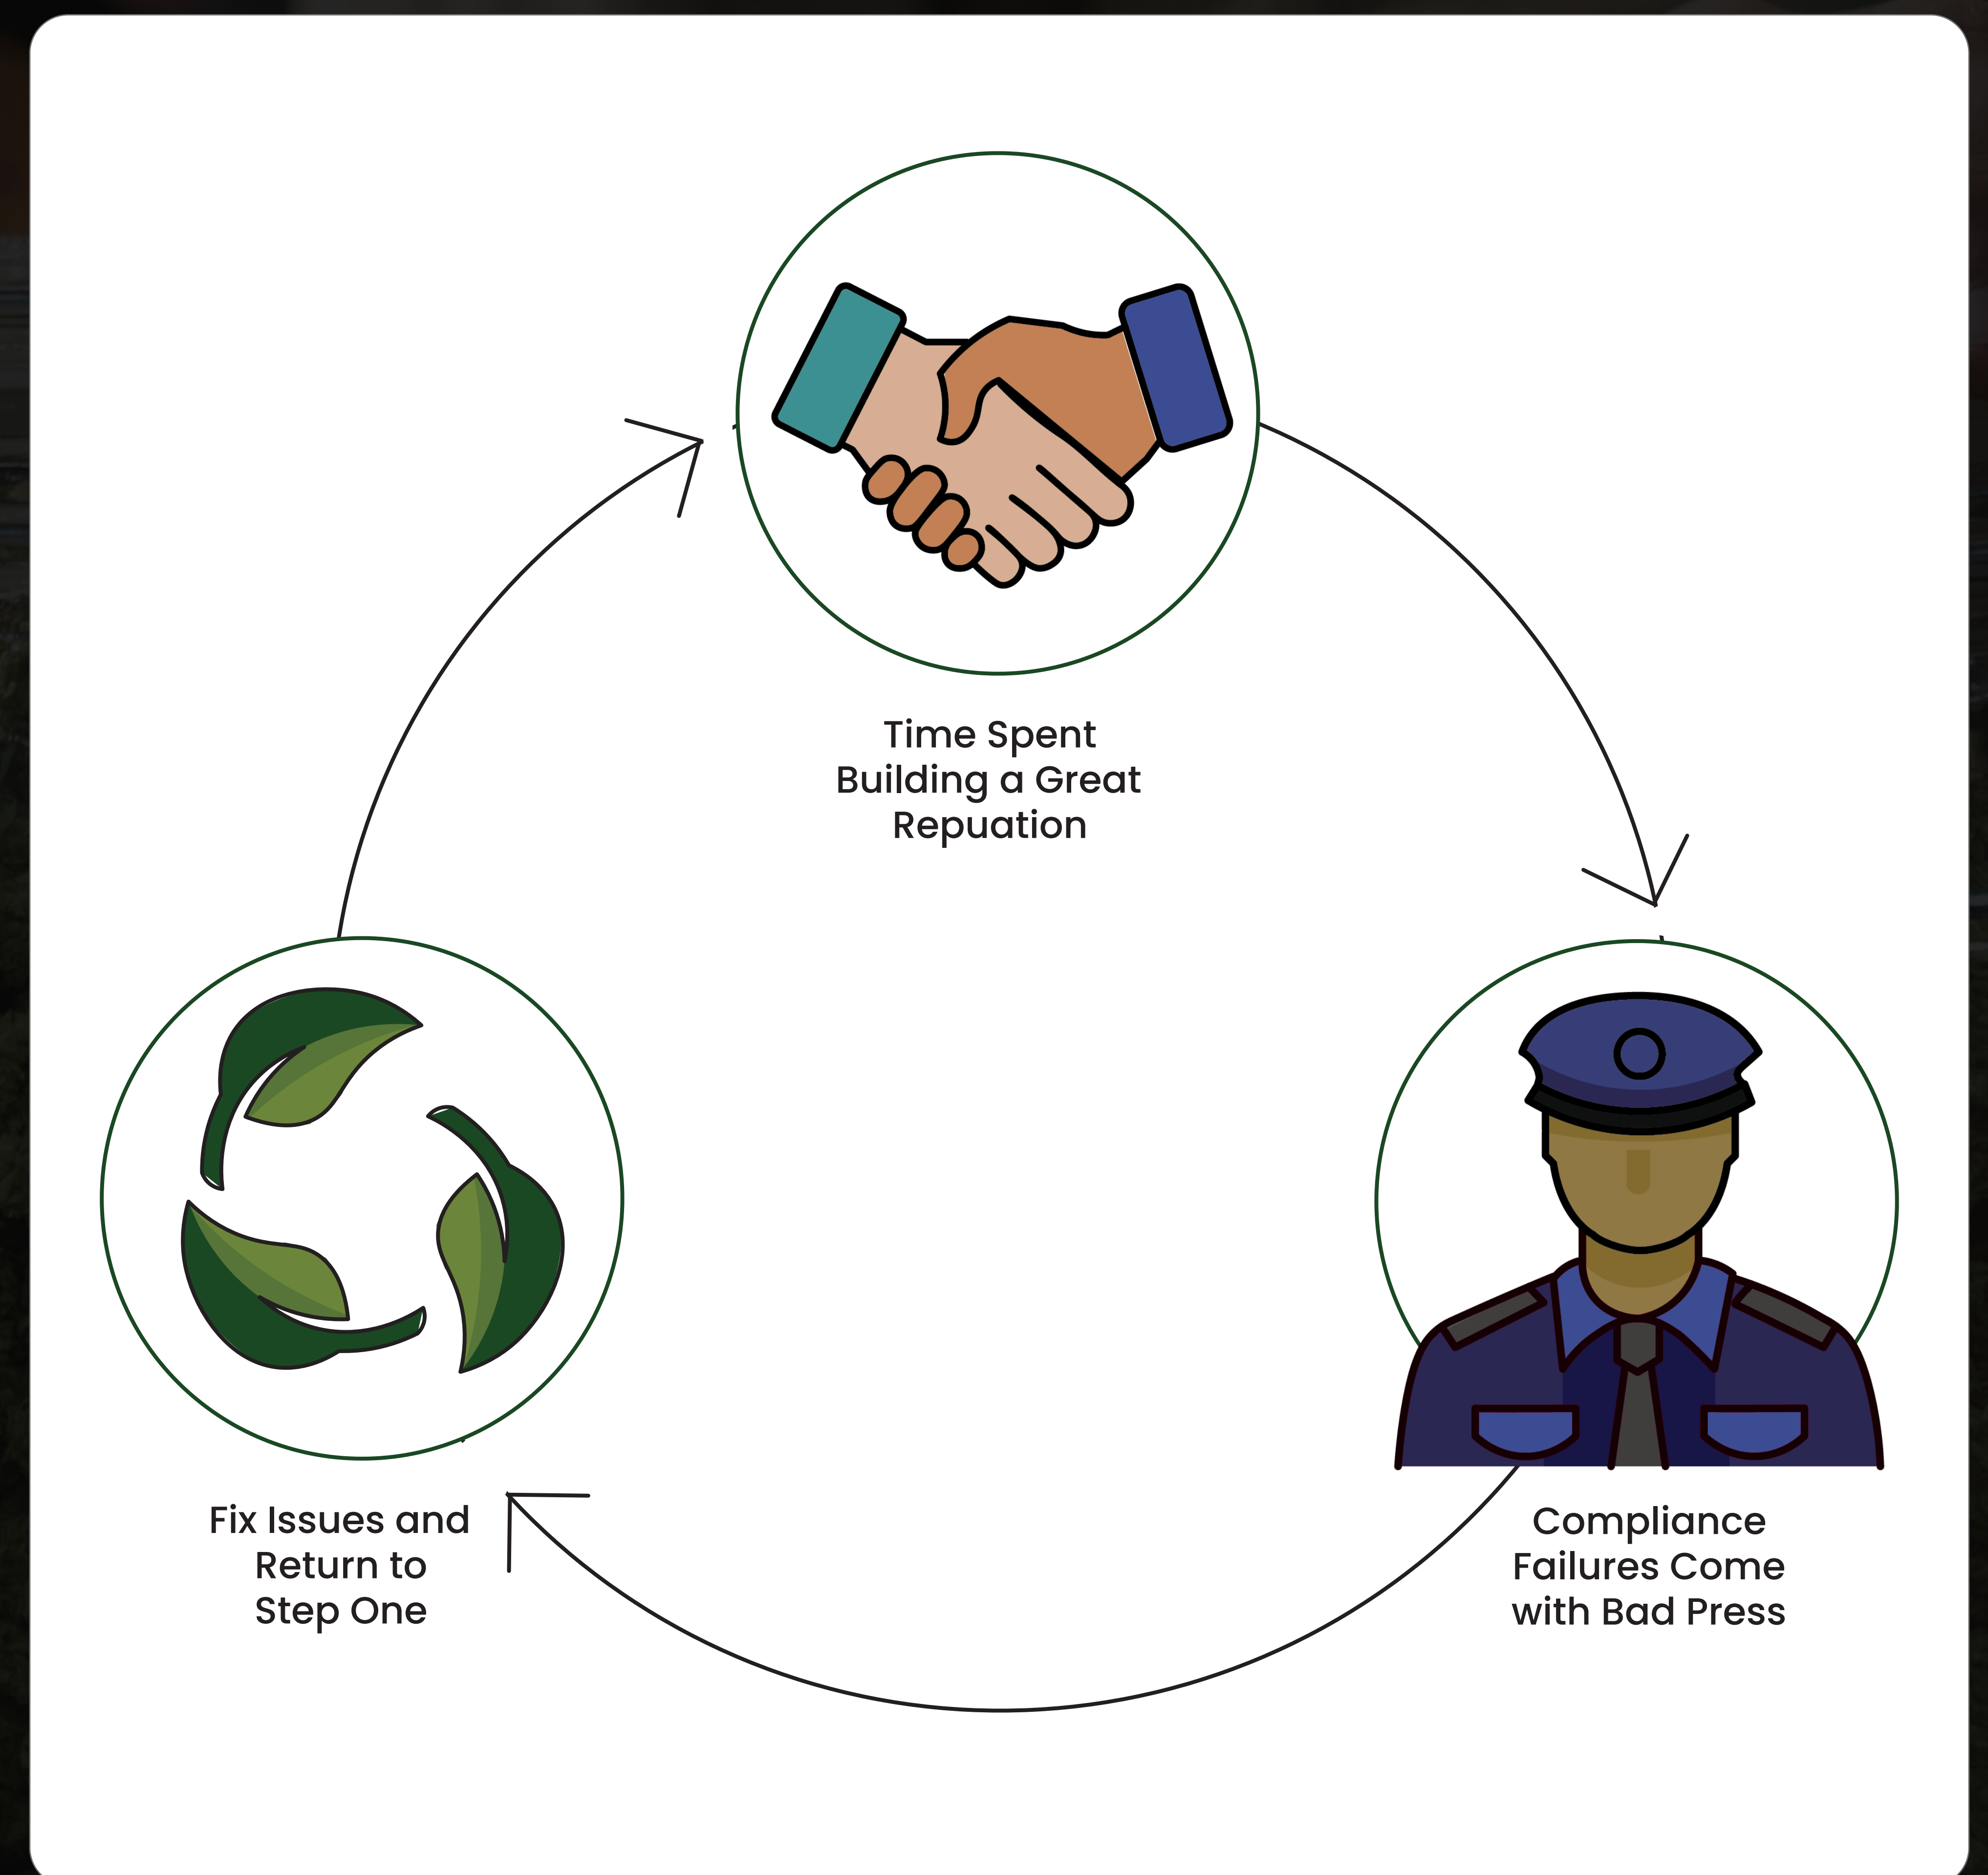 Time Spent
Building a Great
Repuation
Fix Issues and
Return to
Step One
Compliance
Failures Come
with Bad Press